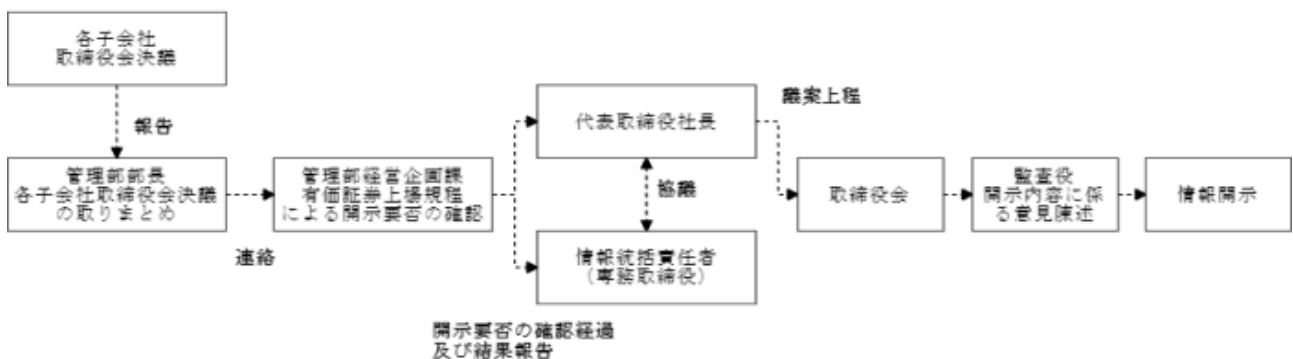 各子会社
取締役会決議
報告
管理部部長
各子会社取締役会決議
の取りまとめ
連絡
管理部経営企画課
有価証券上場規程
による開示要否の確認
開示要否の確認経過
及び結果報告
代表取締役社長
協議
情報統括責任者
（専務取締役）
議案上程
取締役会
監査役
開示内容に係
る意見陳述
情報開示